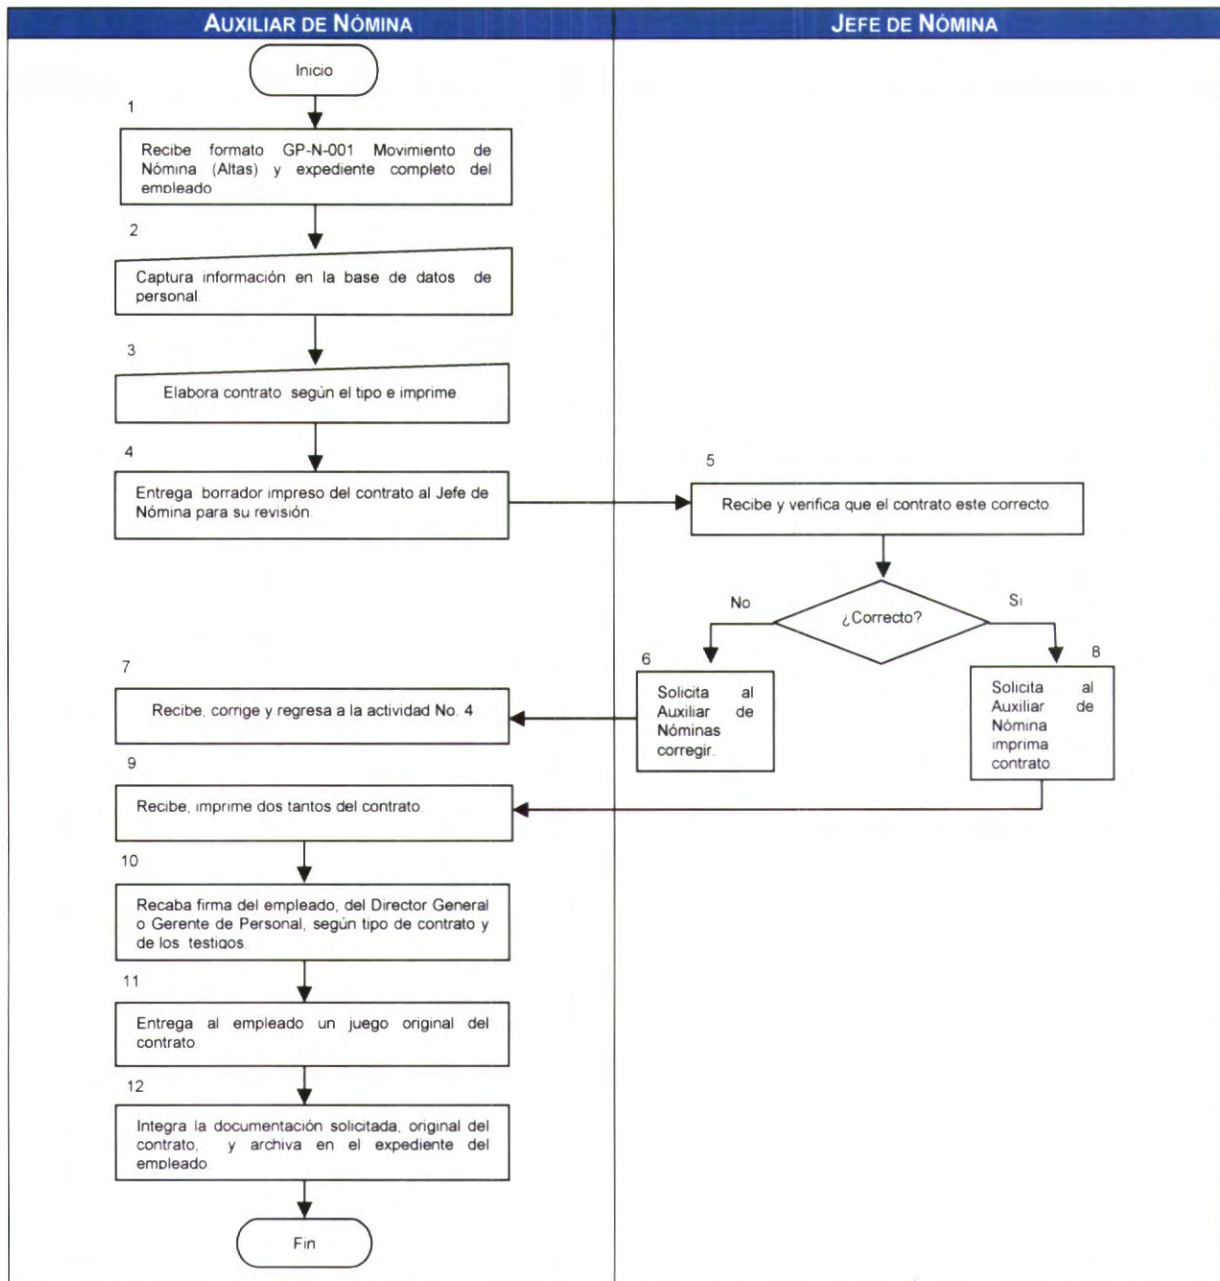 AUXILIAR DE NÓMINA
JEFE DE NÓMINA
Inicio
1
Recibe formato GP-N-001 Movimiento de
Nómina (Altas) y expediente completo del
empleado
2
Captura información en la base de datos de
personal.
3
Elabora contrato según el tipo e imprime.
4
Entrega borrador impreso del contrato al Jefe de
Nómina para su revisión.
5
Recibe y verifica que el contrato este correcto.
¿Correcto?
No
Si
6
Solicita al
Auxiliar de
Nóminas
corregir.
7
Recibe, corrige y regresa a la actividad No. 4
8
Solicita al
Auxiliar de
Nómina
imprima
contrato.
9
Recibe, imprime dos tantos del contrato.
10
Recaba firma del empleado, del Director General
o Gerente de Personal, según tipo de contrato y
de los testigos.
11
Entrega al empleado un juego original del
contrato
12
Integra la documentación solicitada, original del
contrato, y archiva en el expediente del
empleado.
Fin